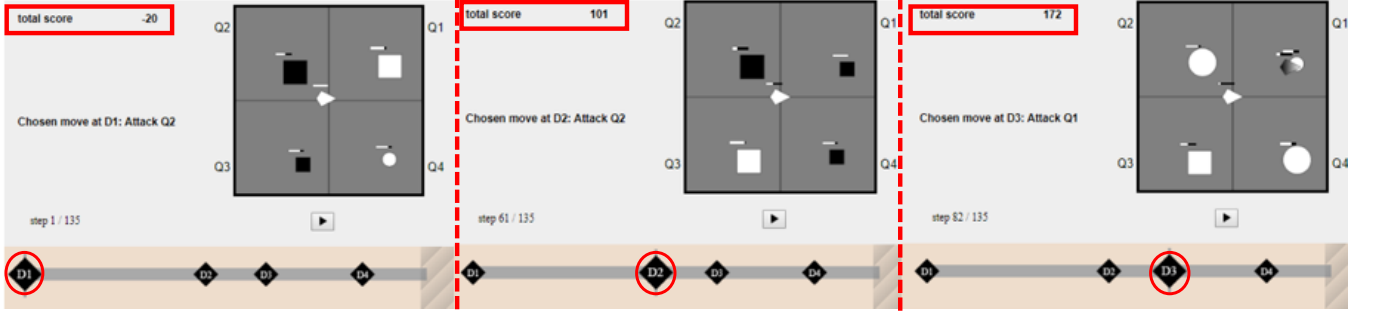 total score -20
Q2 Q1
Chosen move at D1: Attack Q2
Q3 Q4
step 1 / 135
D1 D2 D3 D4
total score 101
Q2 Q1
Chosen move at D2: Attack Q2
Q3 Q4
step 61 / 135
D1 D2 D3 D4
total score 172
Q2 Q1
Chosen move at D3: Attack Q1
Q3 Q4
step 82 / 135
D1 D2 D3 D4